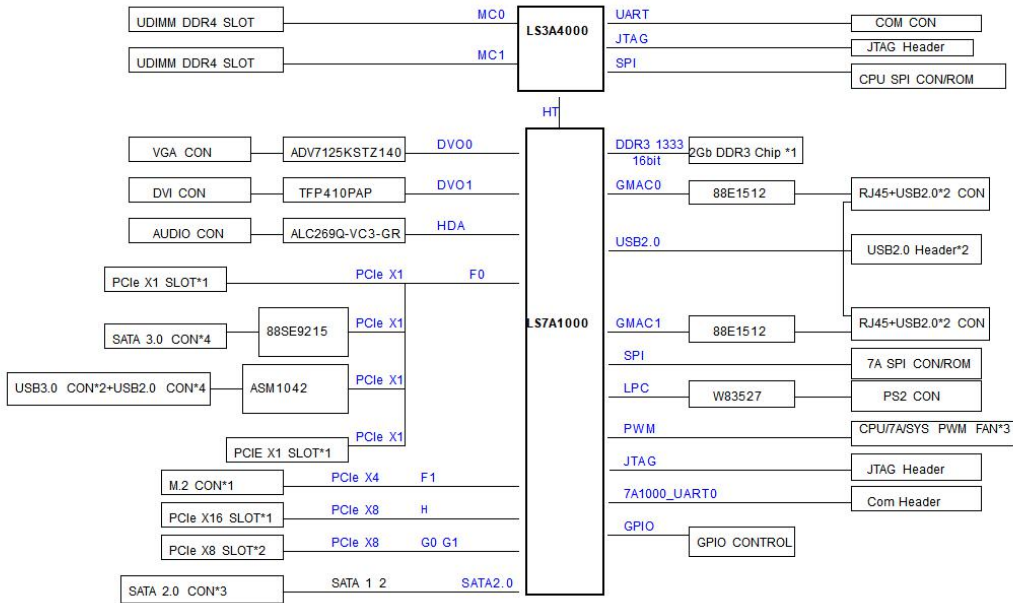 UDIMM DDR4 SLOT
MC0
LS3A4000
UART
COM CON
JTAG
JTAG Header
UDIMM DDR4 SLOT
MC1
SPI
CPU SPI CON/ROM
HT
VGA CON
ADV7125KSTZ140
DVO0
DDR3 1333
16bit
2Gb DDR3 Chip *1
DVI CON
TFP410PAP
DVO1
GMAC0
88E1512
RJ45+USB2.0*2 CON
AUDIO CON
ALC269Q-VC3-GR
HDA
USB2.0
USB2.0 Header*2
PCIe X1 SLOT*1
PCIe X1
F0
LS7A1000
SATA 3.0 CON*4
88SE9215
PCIe X1
GMAC1
88E1512
RJ45+USB2.0*2 CON
SPI
7A SPI CON/ROM
USB3.0 CON*2+USB2.0 CON*4
ASM1042
PCIe X1
LPC
W83527
PS2 CON
PCIE X1 SLOT*1
PCIe X1
PWM
CPU/7A/SYS PWM FAN*3
M.2 CON*1
PCIe X4
F1
JTAG
JTAG Header
PCIe X16 SLOT*1
PCIe X8
H
7A1000_UART0
Com Header
PCIe X8 SLOT*2
PCIe X8
G0 G1
GPIO
GPIO CONTROL
SATA 2.0 CON*3
SATA 1 2
SATA2.0